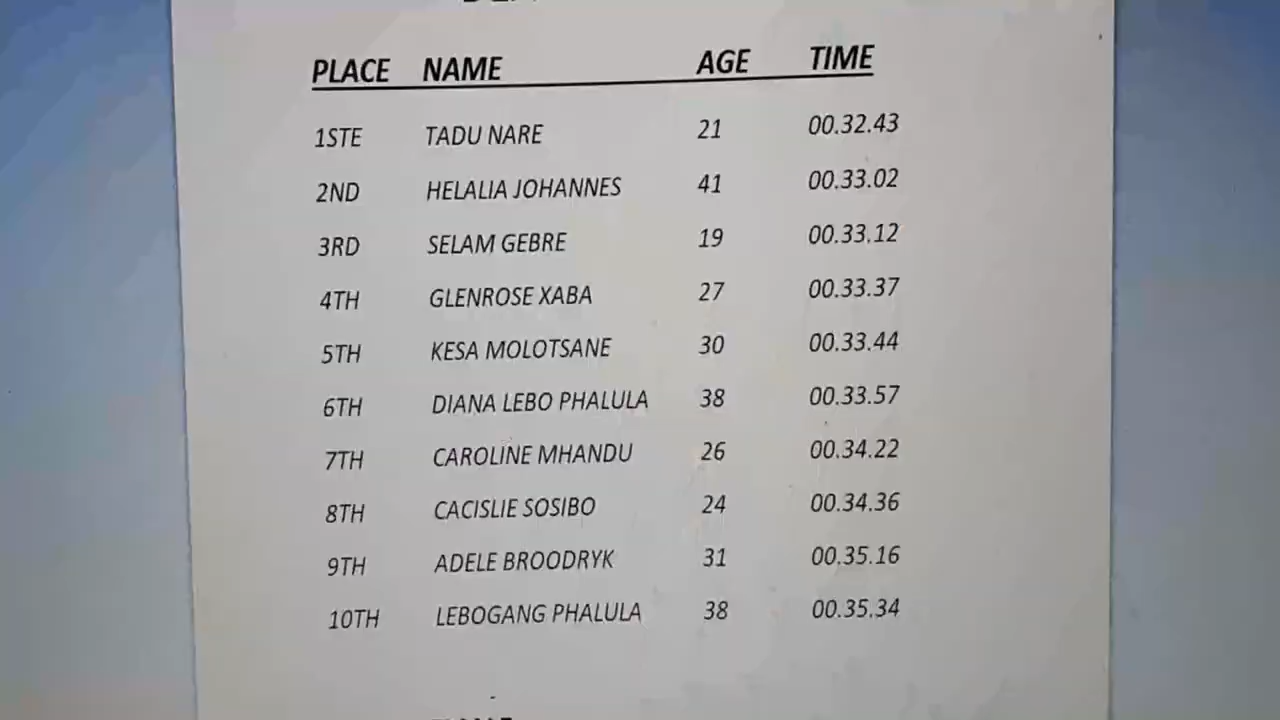 PLACE NAME AGE TIME
1STE TADU NARE 21 00.32.43
2ND HELALIA JOHANNES 41 00.33.02
3RD SELAM GEBRE 19 00.33.12
4TH GLENROSE XABA 27 00.33.37
5TH KESA MOLOTSANE 30 00.33.44
6TH DIANA LEBO PHALULA 38 00.33.57
7TH CAROLINE MHANDU 26 00.34.22
8TH CACISLIE SOSIBO 24 00.34.36
9TH ADELE BROODRYK 31 00.35.16
10TH LEBOGANG PHALULA 38 00.35.34